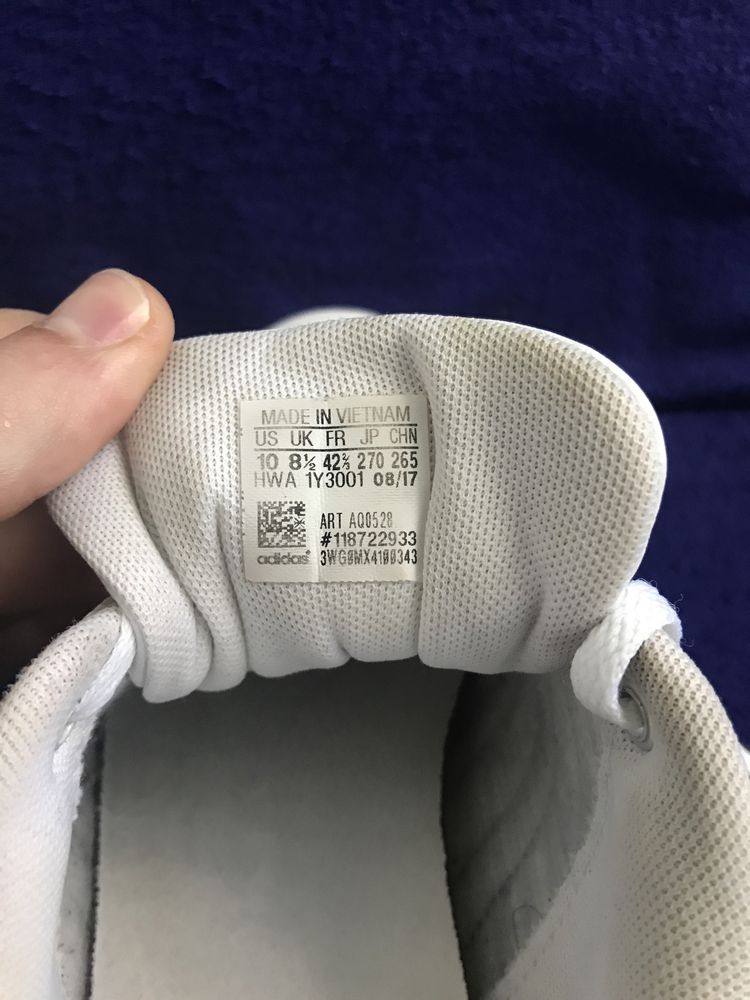 MADE IN VIETNAM
US UK FR JP CHN
10 8½ 42⅔ 270 265
HWA 1Y3001 08/17
ART AQ0528
#118722933
adidas 3WG0MX4100343